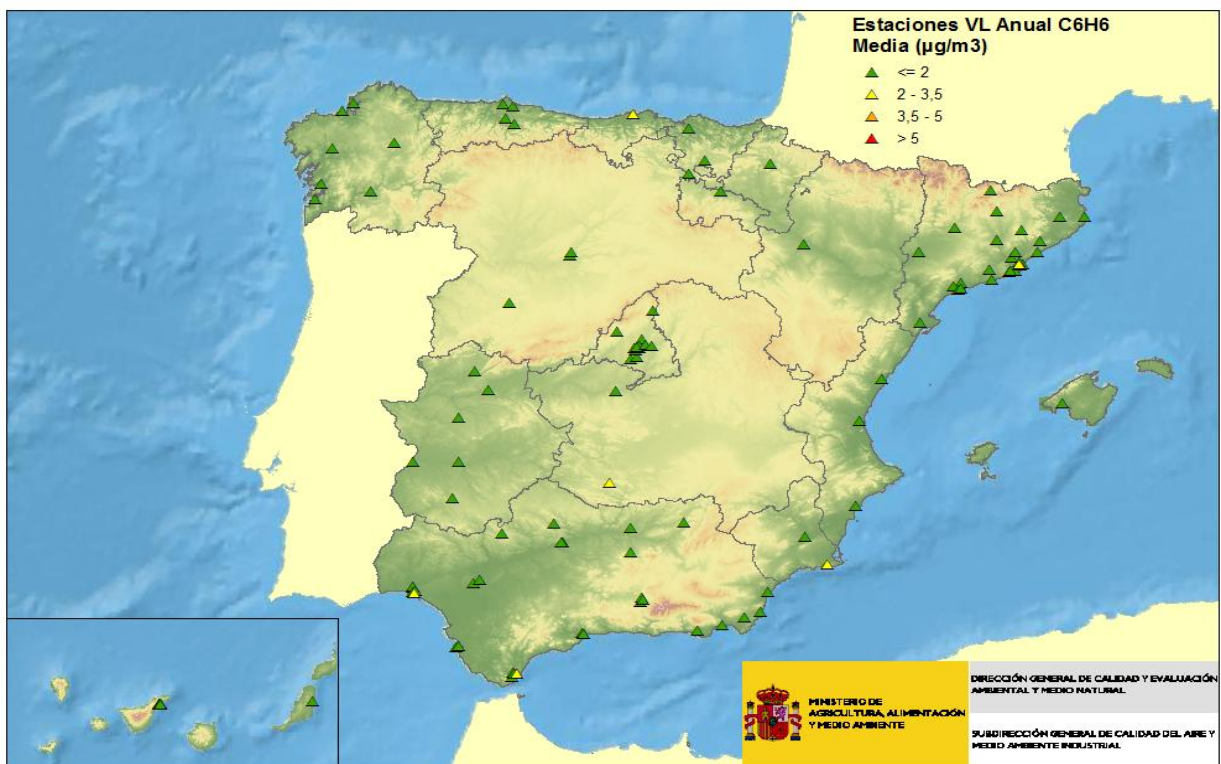 Estaciones VL Anual C6H6
Media (µg/m3)
<= 2
2 - 3,5
3,5 - 5
> 5
MINISTERIO DE
AGRICULTURA, ALIMENTACIÓN
Y MEDIO AMBIENTE
DIRECCIÓN GENERAL DE CALIDAD Y EVALUACIÓN
AMBIENTAL Y MEDIO NATURAL
SUBDIRECCIÓN GENERAL DE CALIDAD DEL AIRE Y
MEDIO AMBIENTE INDUSTRIAL